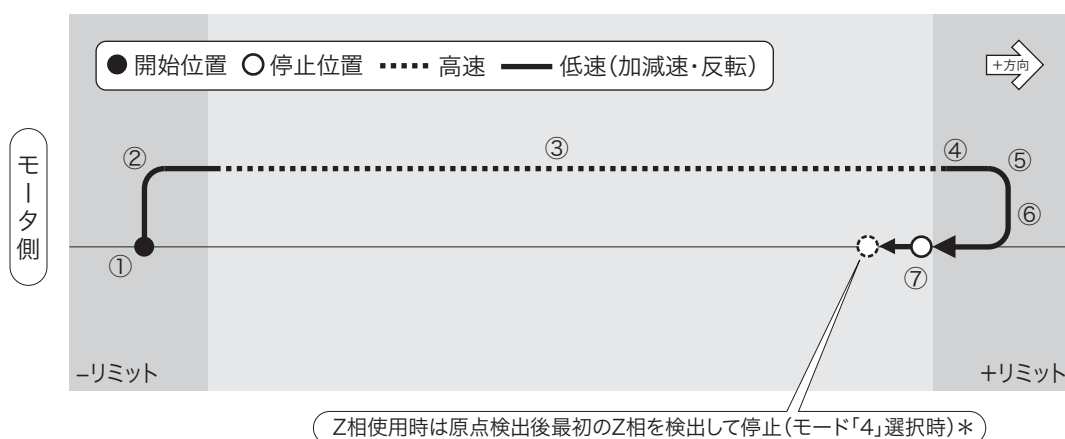 ●開始位置 ○停止位置 ・・・・・ 高速 ━━ 低速(加減速・反転)
+方向
モータ側
②
③
④
⑤
⑥
①
⑦
−リミット
+リミット
Z相使用時は原点検出後最初のZ相を検出して停止(モード「4」選択時)*